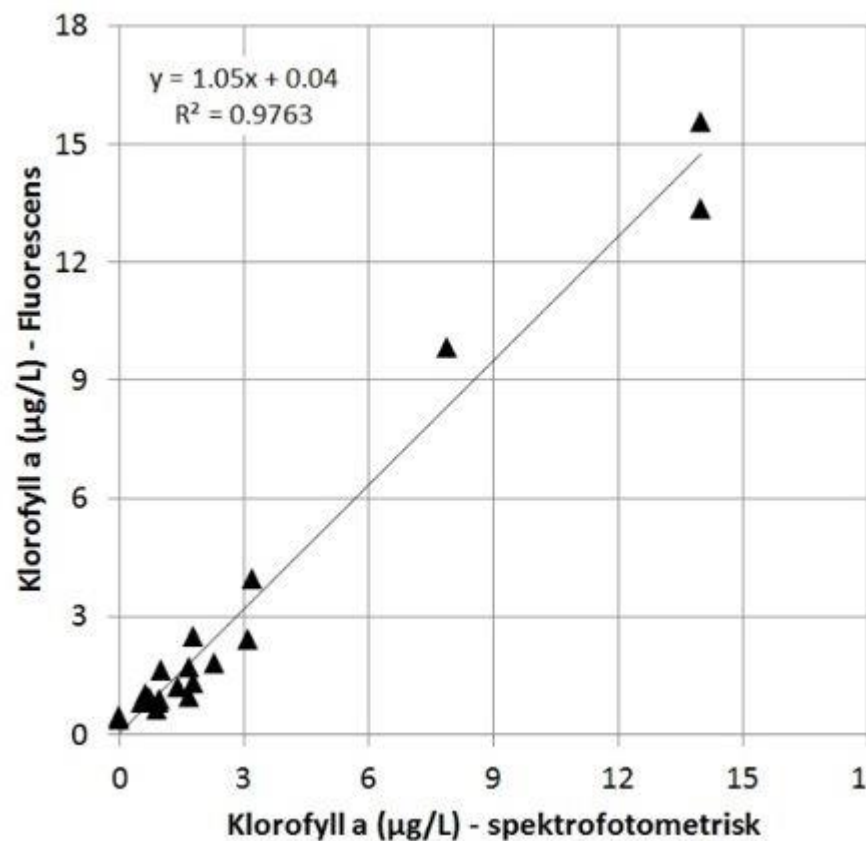 18
y = 1.05x + 0.04
R² = 0.9763
15
12
9
6
3
0
Klorofyll a (µg/L) - Fluorescens
0 3 6 9 12 15 1
Klorofyll a (µg/L) - spektrofotometrisk